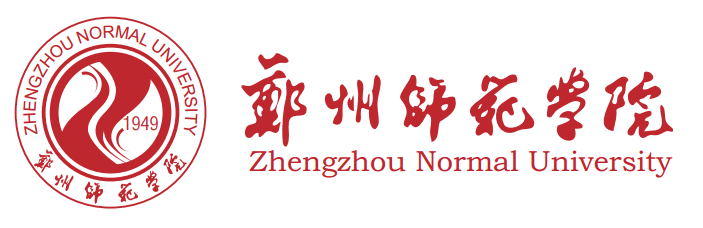 ZHENGZHOU NORMAL UNIVERSITY
1949
鄭州師範學院
鄭州師範學院
Zhengzhou Normal University